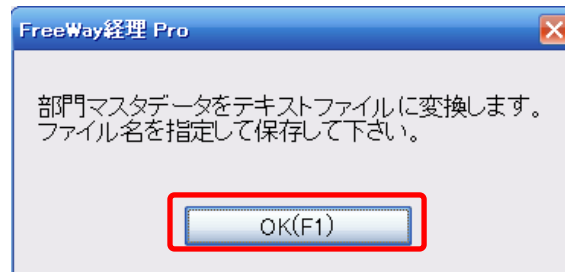 FreeWay経理 Pro
部門マスタデータをテキストファイルに変換します。
ファイル名を指定して保存して下さい。
OK(F1)